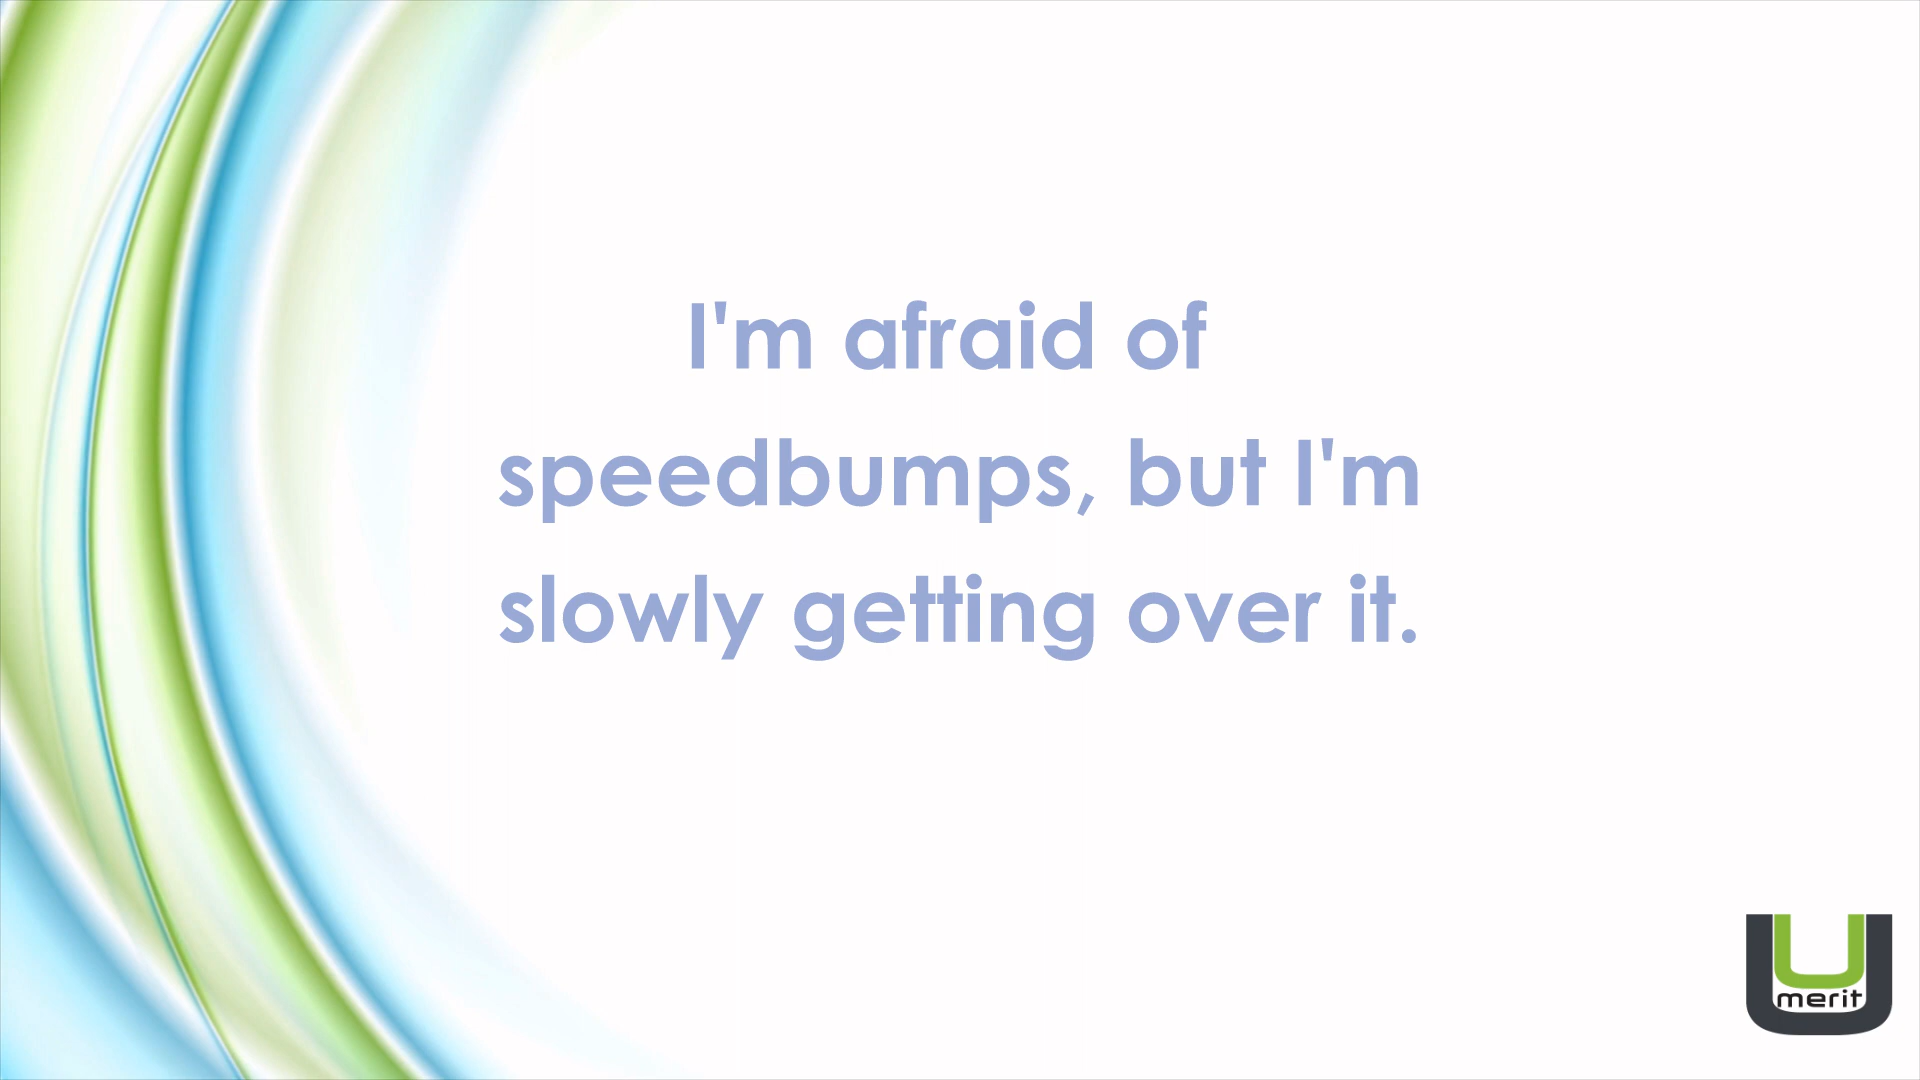 I'm afraid of
speedbumps, but I'm
slowly getting over it.
merit